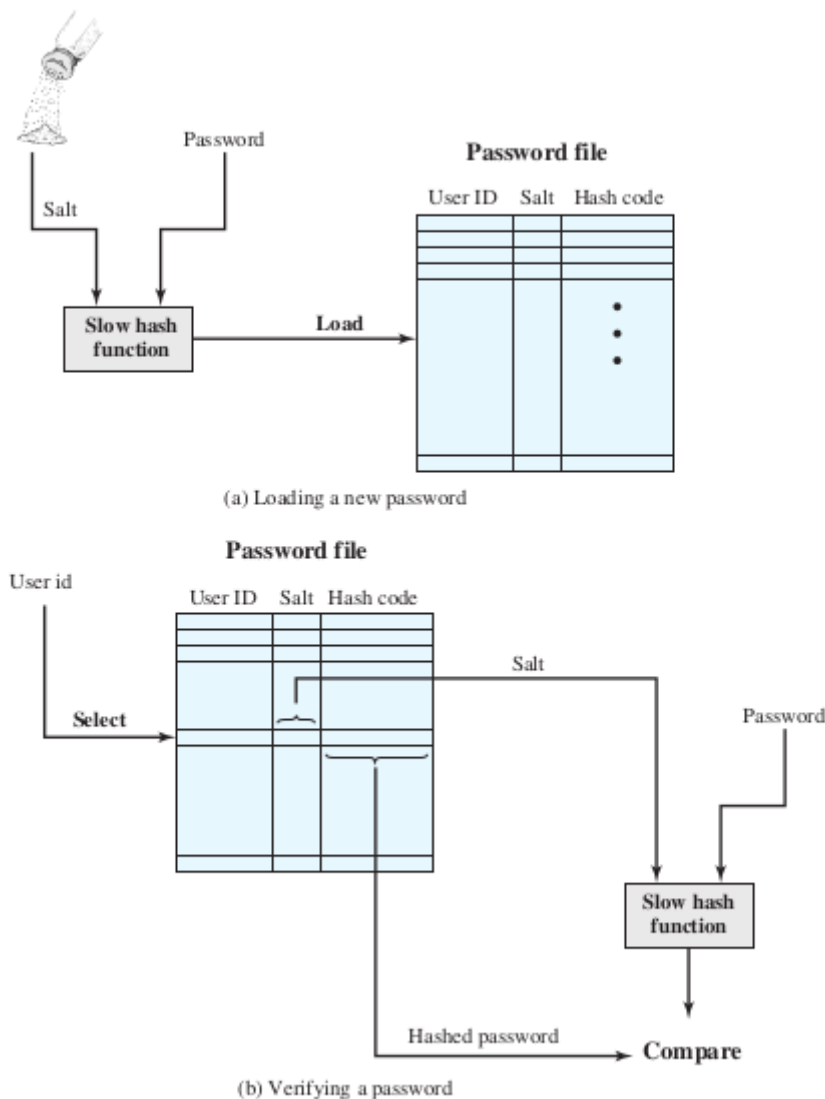 Password
Password file
Salt
User ID Salt Hash code
Slow hash
function
Load
(a) Loading a new password
Password file
User id
User ID Salt Hash code
Salt
Select
Password
Slow hash
function
Hashed password
Compare
(b) Verifying a password